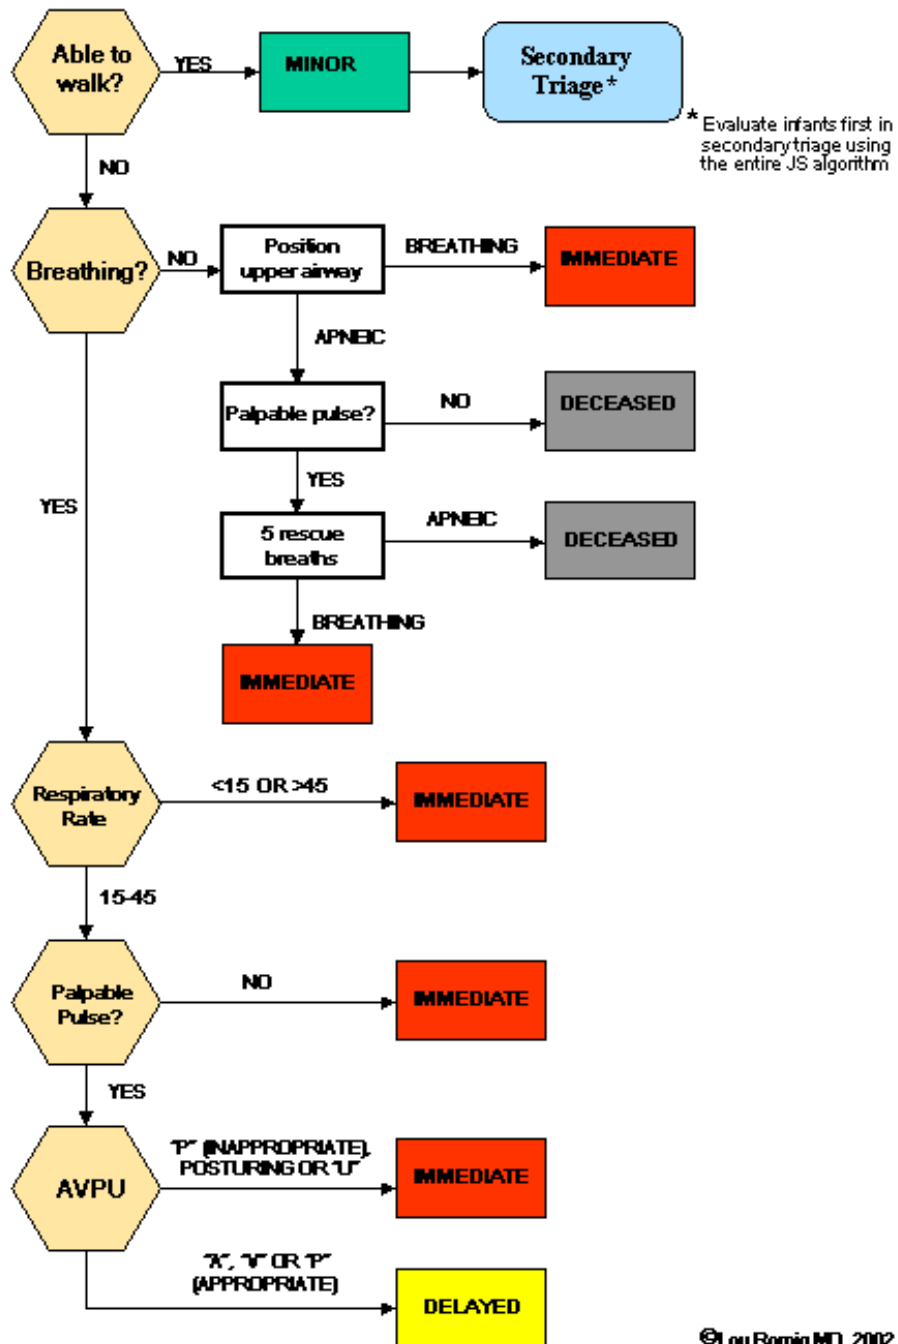 Able to
walk?
YES
MINOR
Secondary
Triage*
* Evaluate infants first in
secondary triage using
the entire JS algorithm
NO
Breathing?
NO
Position
upper airway
BREATHING
IMMEDIATE
APNEIC
Palpable pulse?
NO
DECEASED
YES
YES
5 rescue
breaths
APNEIC
DECEASED
BREATHING
IMMEDIATE
Respiratory
Rate
<15 OR >45
IMMEDIATE
15-45
Palpable
Pulse?
NO
IMMEDIATE
YES
AVPU
"P" (INAPPROPRIATE),
POSTURING OR "U"
IMMEDIATE
"A", "V" OR "P"
(APPROPRIATE)
DELAYED
©Lou Romig MD, 2002